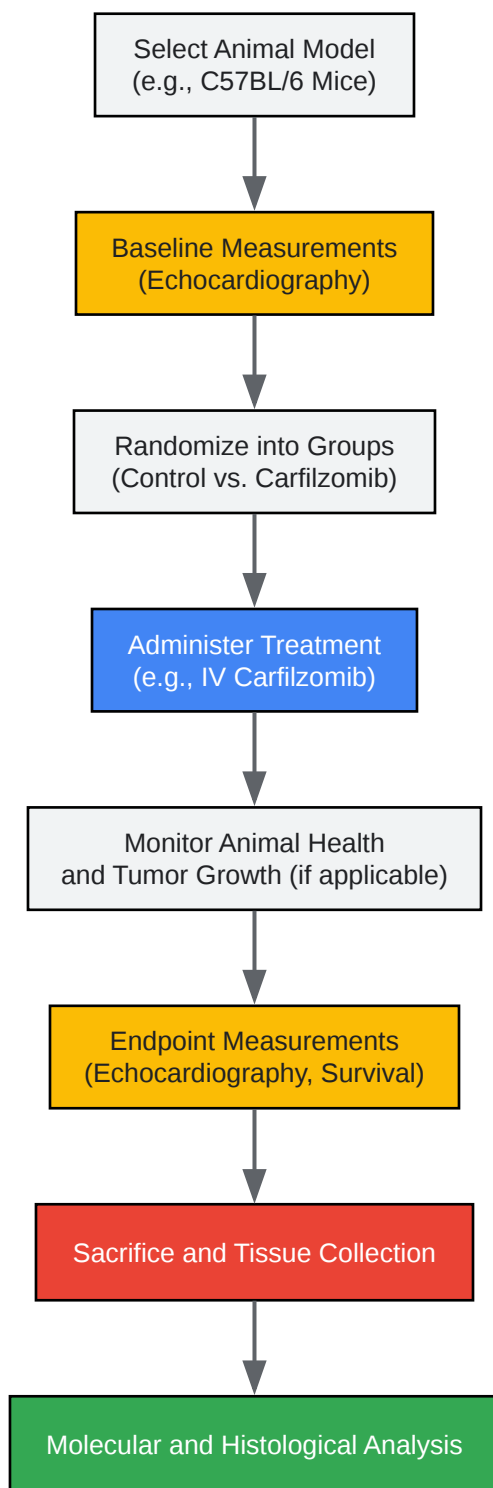 Select Animal Model
(e.g., C57BL/6 Mice)
Baseline Measurements
(Echocardiography)
Randomize into Groups
(Control vs. Carfilzomib)
Administer Treatment
(e.g., IV Carfilzomib)
Monitor Animal Health
and Tumor Growth (if applicable)
Endpoint Measurements
(Echocardiography, Survival)
Sacrifice and Tissue Collection
Molecular and Histological Analysis